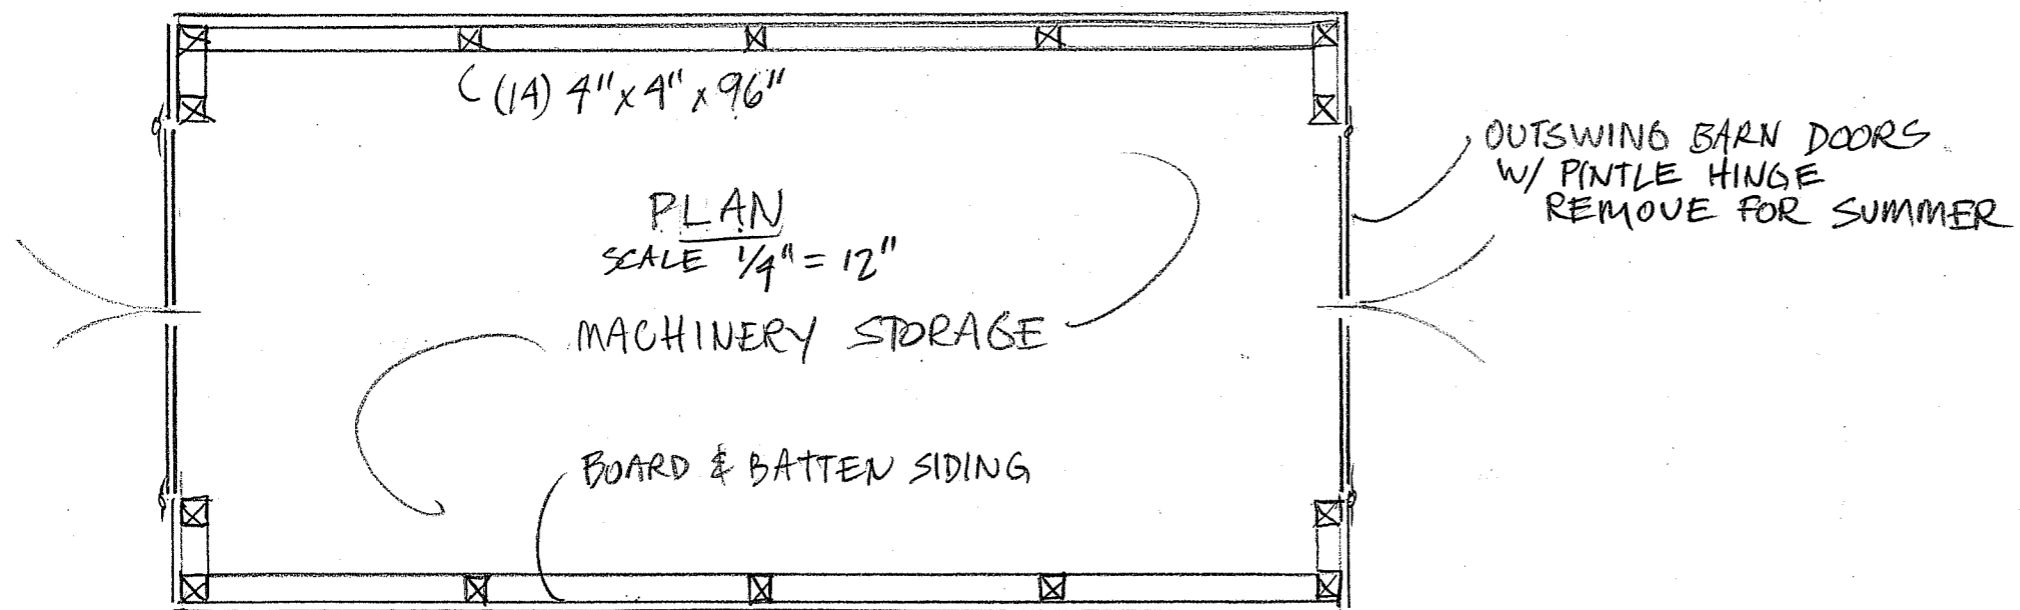 (14) 4"x4"x96"
PLAN
SCALE 1/4" = 12"
MACHINERY STORAGE
BOARD & BATTEN SIDING
OUTSWING BARN DOORS
W/ PINTLE HINGE
REMOVE FOR SUMMER